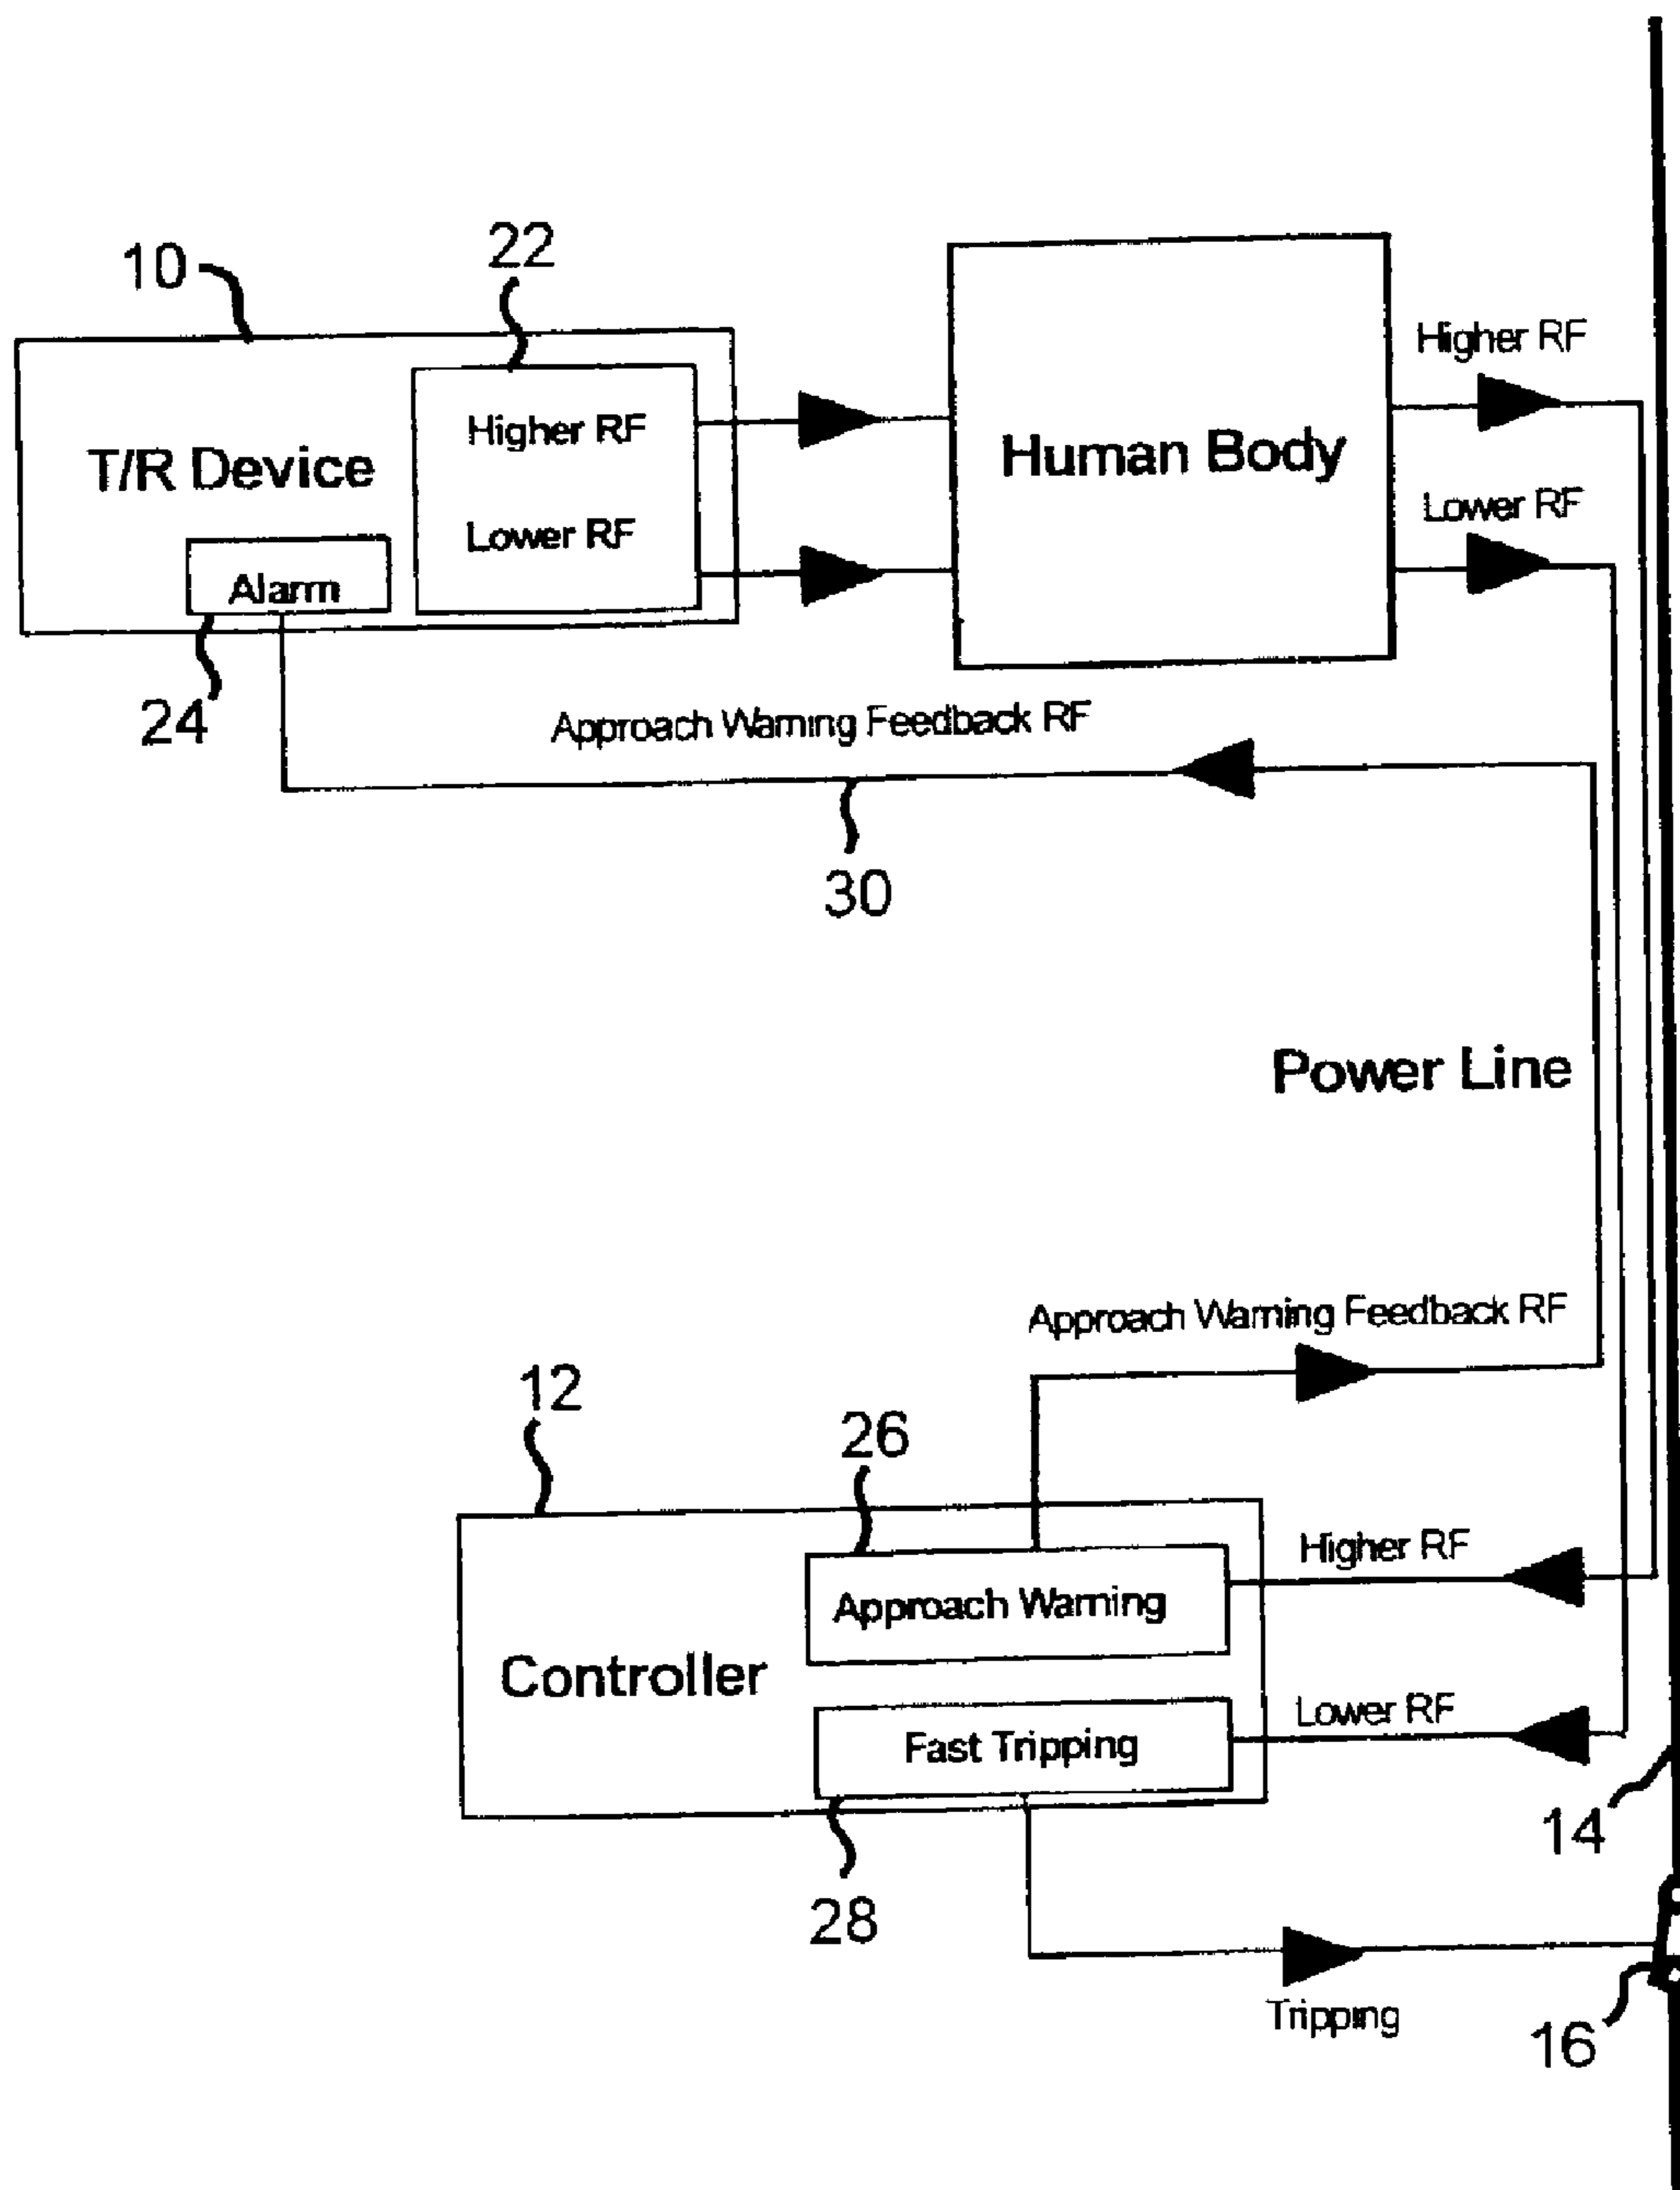 22
10
Higher RF
Higher RF
T/R Device
Human Body
Lower RF
Lower RF
Alarm
24
Approach Warning Feedback RF
30
Power Line
Approach Warning Feedback RF
12
26
Higher RF
Approach Warning
Controller
Lower RF
Fast Tripping
14
28
Tripping
16